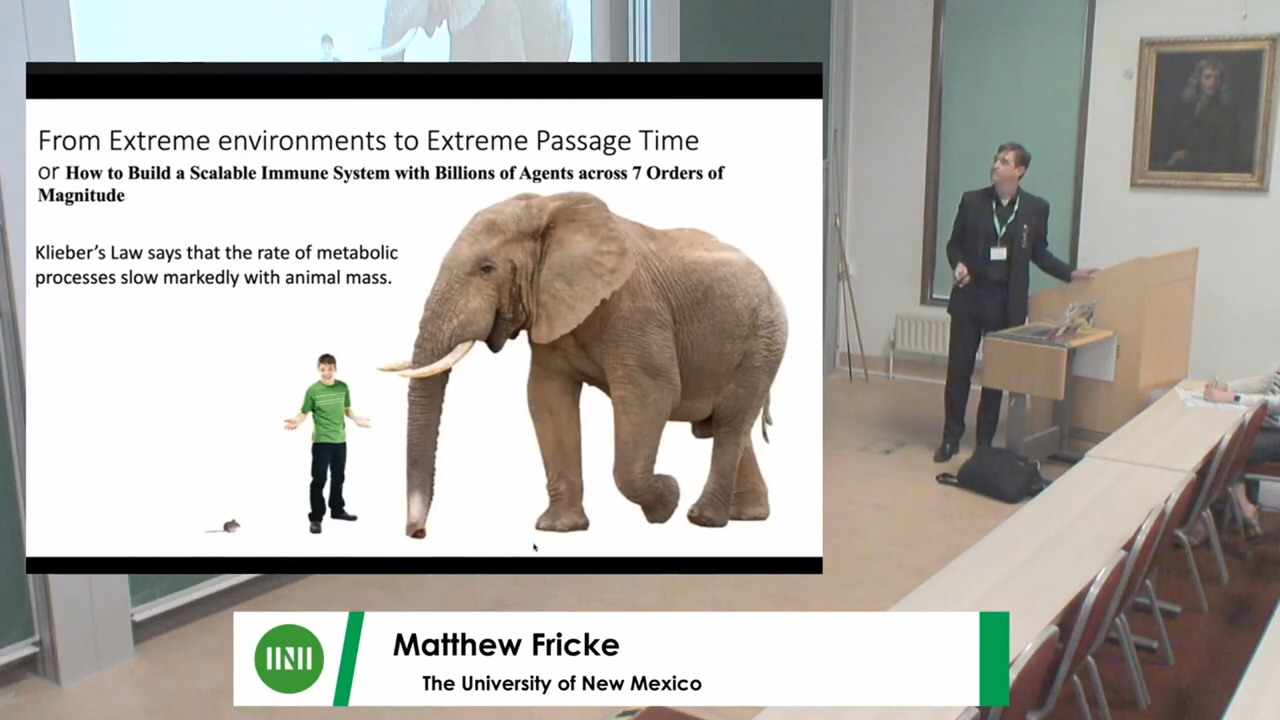 From Extreme environments to Extreme Passage Time
or How to Build a Scalable Immune System with Billions of Agents across 7 Orders of
Magnitude
Klieber's Law says that the rate of metabolic
processes slow markedly with animal mass.
Matthew Fricke
The University of New Mexico